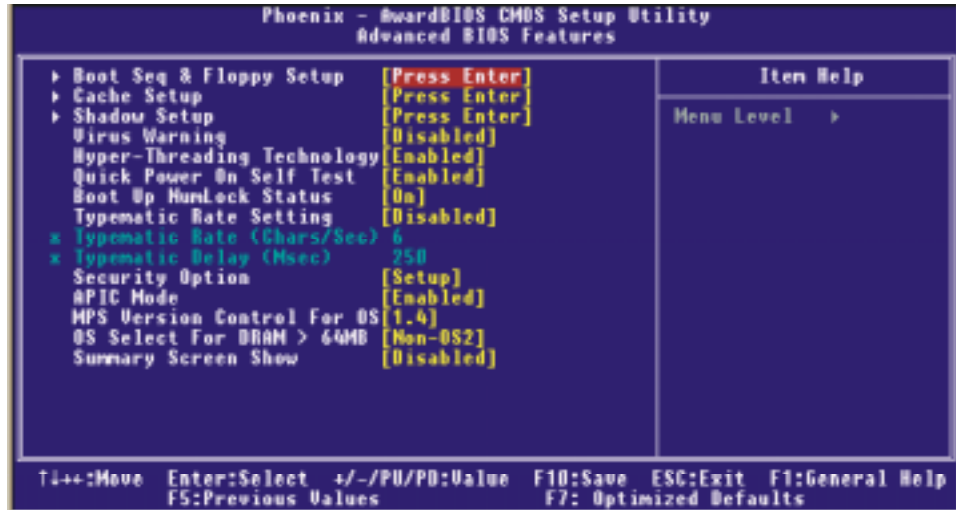 Phoenix - AwardBIOS CMOS Setup Utility
Advanced BIOS Features
▸ Boot Seq & Floppy Setup [Press Enter]
▸ Cache Setup [Press Enter]
▸ Shadow Setup [Press Enter]
Virus Warning [Disabled]
Hyper-Threading Technology[Enabled]
Quick Power On Self Test [Enabled]
Boot Up NumLock Status [On]
Typematic Rate Setting [Disabled]
x Typematic Rate (Chars/Sec) 6
x Typematic Delay (Msec) 250
Security Option [Setup]
APIC Mode [Enabled]
MPS Version Control For OS[1.4]
OS Select For DRAM > 64MB [Non-OS2]
Summary Screen Show [Disabled]
Item Help
Menu Level ▸
↑↓→←:Move Enter:Select +/-/PU/PD:Value F10:Save ESC:Exit F1:General Help
F5:Previous Values F7: Optimized Defaults